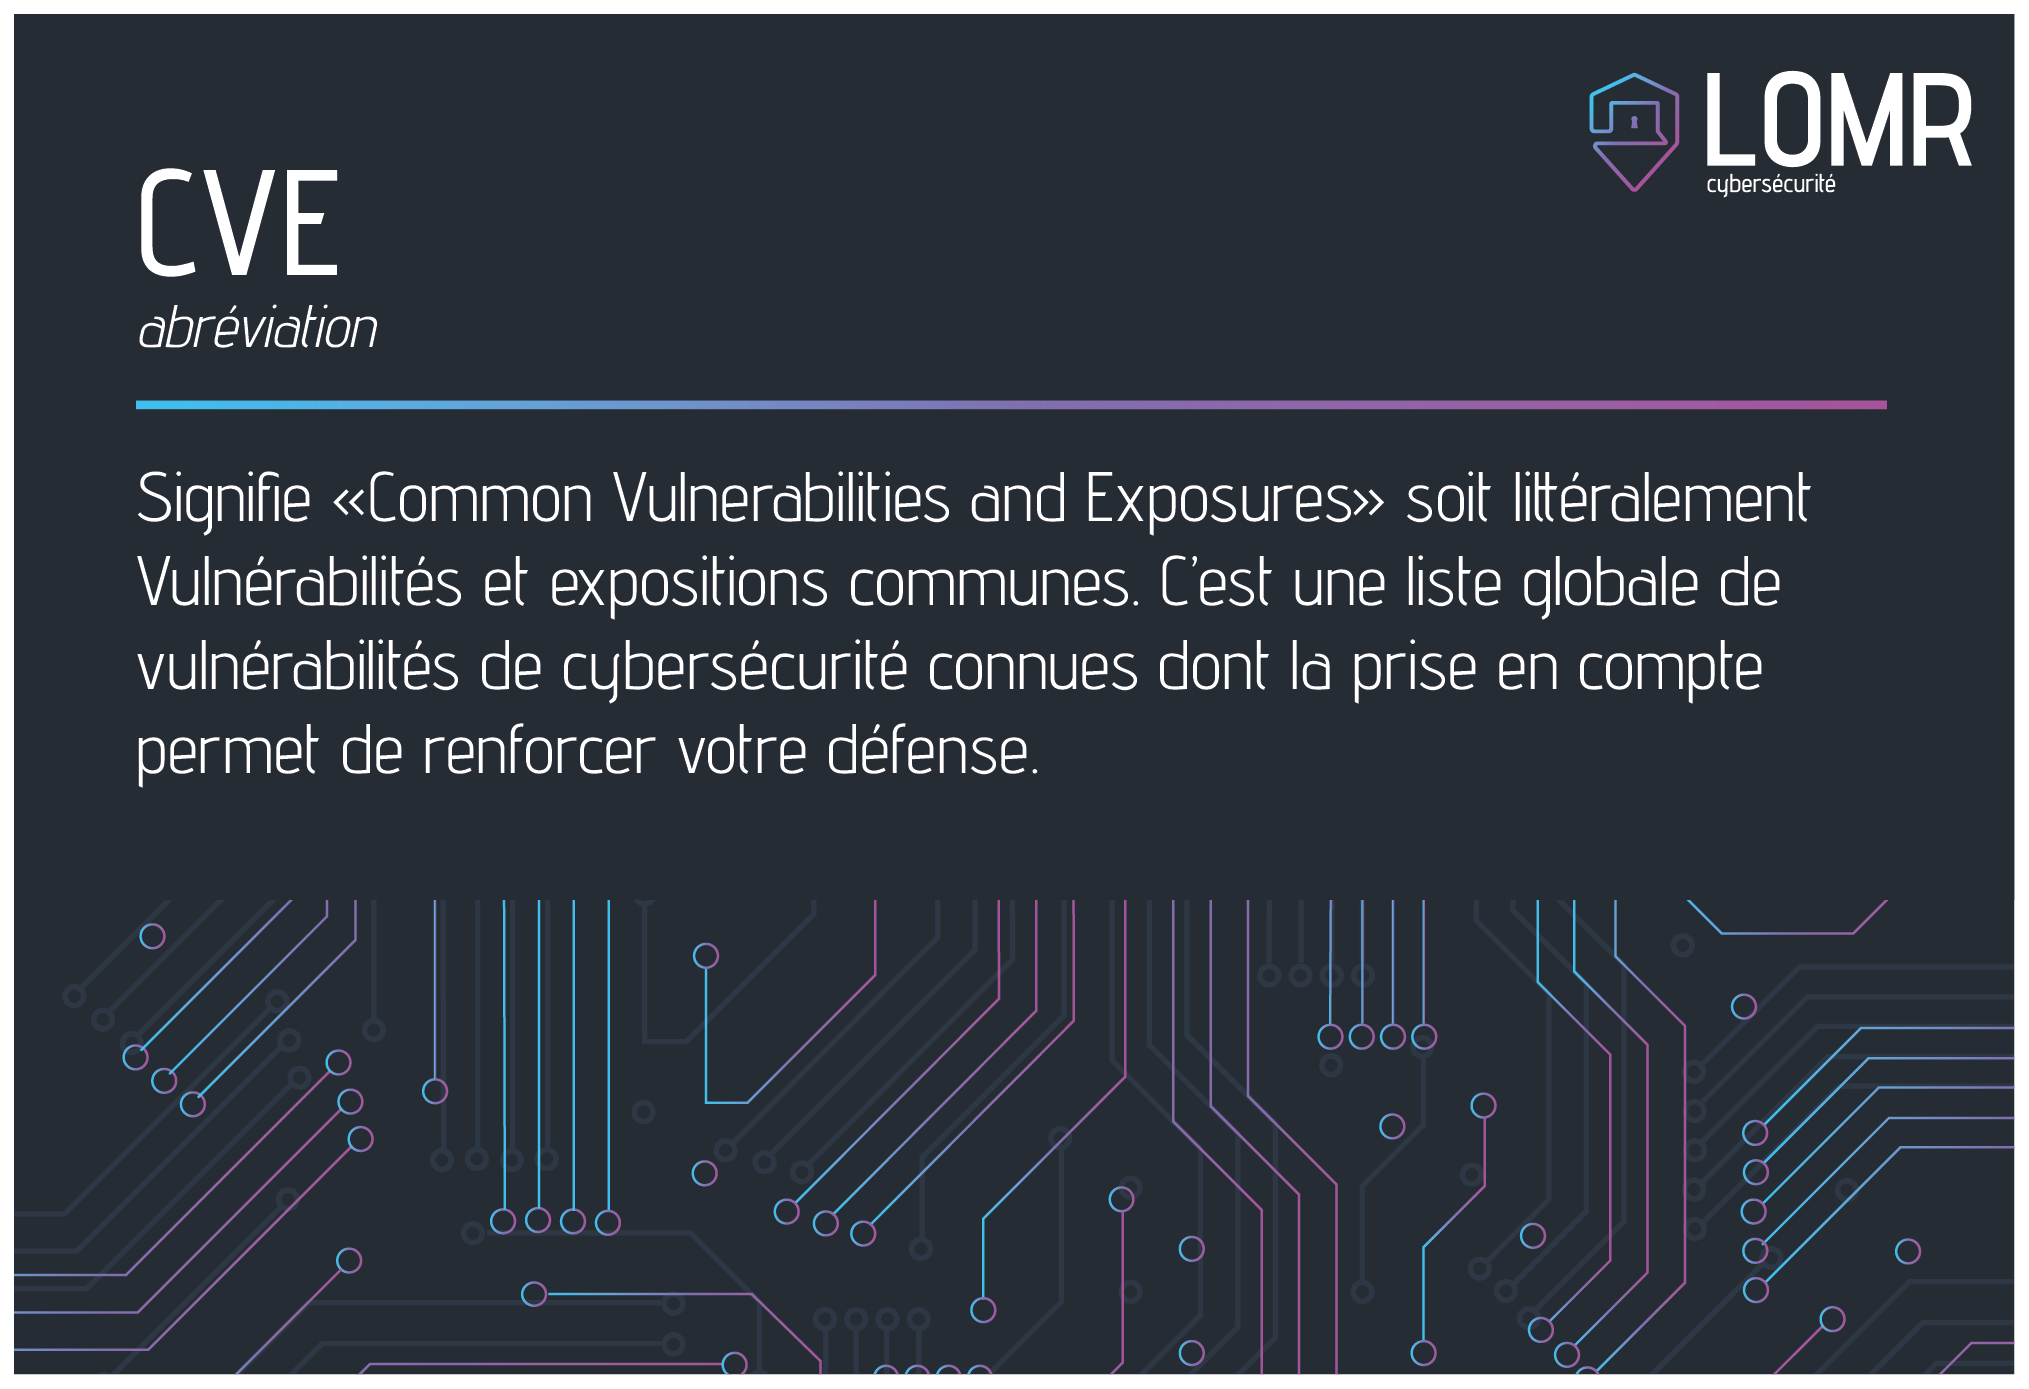 LOMR
cybersécurité
CVE
abréviation
Signifie «Common Vulnerabilities and Exposures» soit littéralement
Vulnérabilités et expositions communes. C’est une liste globale de
vulnérabilités de cybersécurité connues dont la prise en compte
permet de renforcer votre défense.